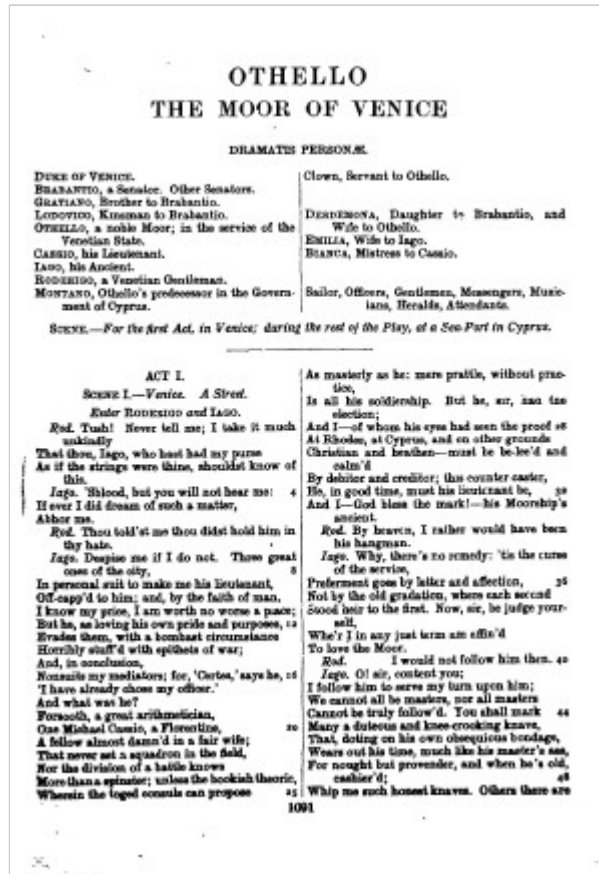 OTHELLO
THE MOOR OF VENICE
DRAMATIS PERSONÆ.
DUKE OF VENICE.
BRABANTIO, a Senator. Other Senators.
GRATIANO, Brother to Brabantio.
LODOVICO, Kinsman to Brabantio.
OTHELLO, a noble Moor; in the service of the
Venetian State.
CASSIO, his Lieutenant.
IAGO, his Ancient.
RODERIGO, a Venetian Gentleman.
MONTANO, Othello's predecessor in the Govern-
ment of Cyprus.
Clown, Servant to Othello.
DESDEMONA, Daughter to Brabantio, and
Wife to Othello.
EMILIA, Wife to Iago.
BIANCA, Mistress to Cassio.
Sailor, Officers, Gentlemen, Messengers, Music-
ians, Heralds, Attendants.
SCENE.—For the first Act, in Venice; during the rest of the Play, at a Sea-Port in Cyprus.
ACT I.
SCENE I.—Venice. A Street.
Enter RODERIGO and IAGO.
Rod. Tush! Never tell me; I take it much
unkindly
That thou, Iago, who hast had my purse
As if the strings were thine, shouldst know of
this.
Iago. 'Sblood, but you will not hear me: 4
If ever I did dream of such a matter,
Abhor me.
Rod. Thou told'st me thou didst hold him in
thy hate.
Iago. Despise me if I do not. Three great
ones of the city, 8
In personal suit to make me his lieutenant,
Off-capp'd to him; and, by the faith of man,
I know my price, I am worth no worse a place;
But he, as loving his own pride and purposes, 12
Evades them, with a bombast circumstance
Horribly stuff'd with epithets of war;
And, in conclusion,
Nonsuits my mediators; for, 'Certes,' says he, 16
'I have already chose my officer.'
And what was he?
Forsooth, a great arithmetician,
One Michael Cassio, a Florentine, 20
A fellow almost damn'd in a fair wife;
That never set a squadron in the field,
Nor the division of a battle knows
More than a spinster; unless the bookish theoric,
Wherein the toged consuls can propose 25
As masterly as he: mere prattle, without prac-
tice,
Is all his soldiership. But he, sir, had the
election;
And I—of whom his eyes had seen the proof 28
At Rhodes, at Cyprus, and on other grounds
Christian and heathen—must be be-lee'd and
calm'd
By debitor and creditor; this counter-caster,
He, in good time, must his lieutenant be, 32
And I—God bless the mark!—his Moorship's
ancient.
Rod. By heaven, I rather would have been
his hangman.
Iago. Why, there's no remedy: 'tis the curse
of the service,
Preferment goes by letter and affection, 36
Not by the old gradation, where each second
Stood heir to the first. Now, sir, be judge your-
self,
Whe'r I in any just term am affin'd
To love the Moor.
Rod. I would not follow him then. 40
Iago. O! sir, content you;
I follow him to serve my turn upon him;
We cannot all be masters, nor all masters
Cannot be truly follow'd. You shall mark 44
Many a duteous and knee-crooking knave,
That, doting on his own obsequious bondage,
Wears out his time, much like his master's ass,
For nought but provender, and when he's old,
cashier'd; 48
Whip me such honest knaves. Others there are
1091